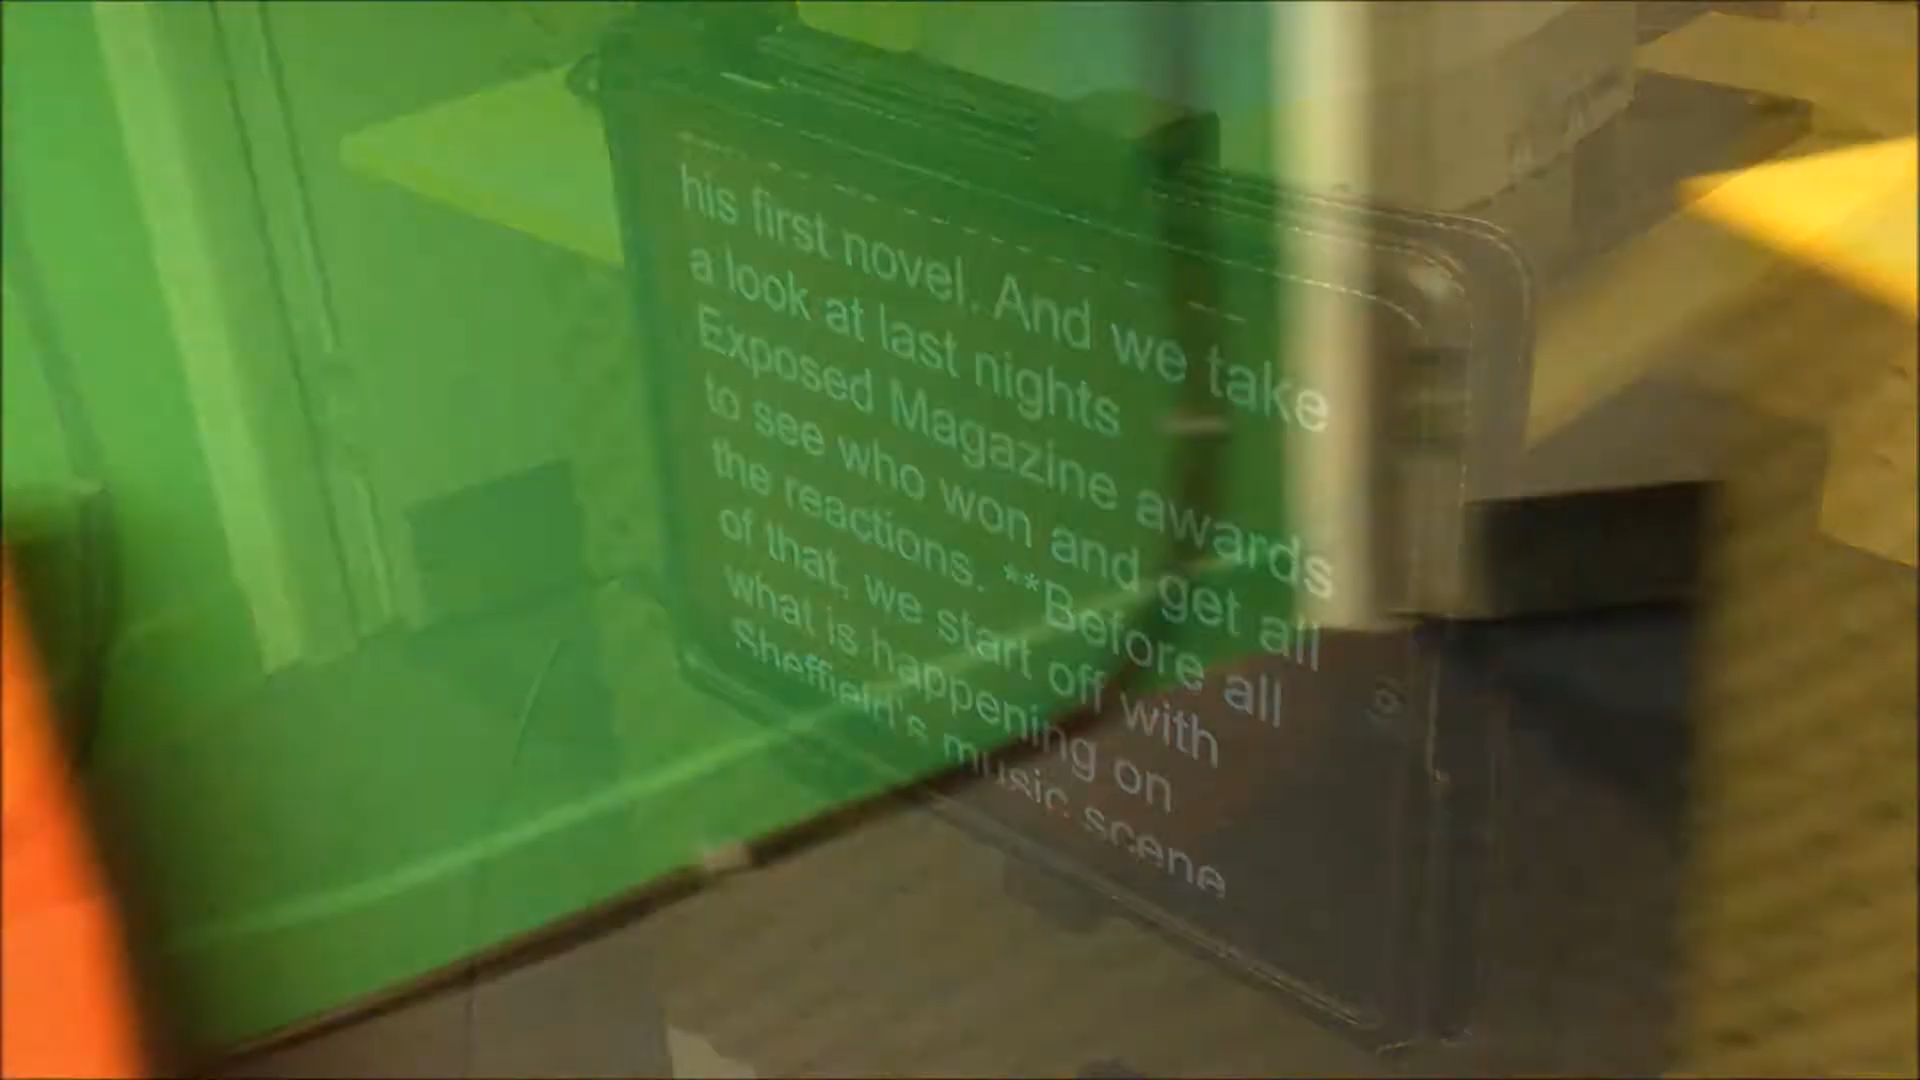 his first novel. And we take
a look at last nights
Exposed Magazine awards
to see who won and get all
the reactions. **Before all
of that, we start off with
what is happening on
Sheffield's music scene